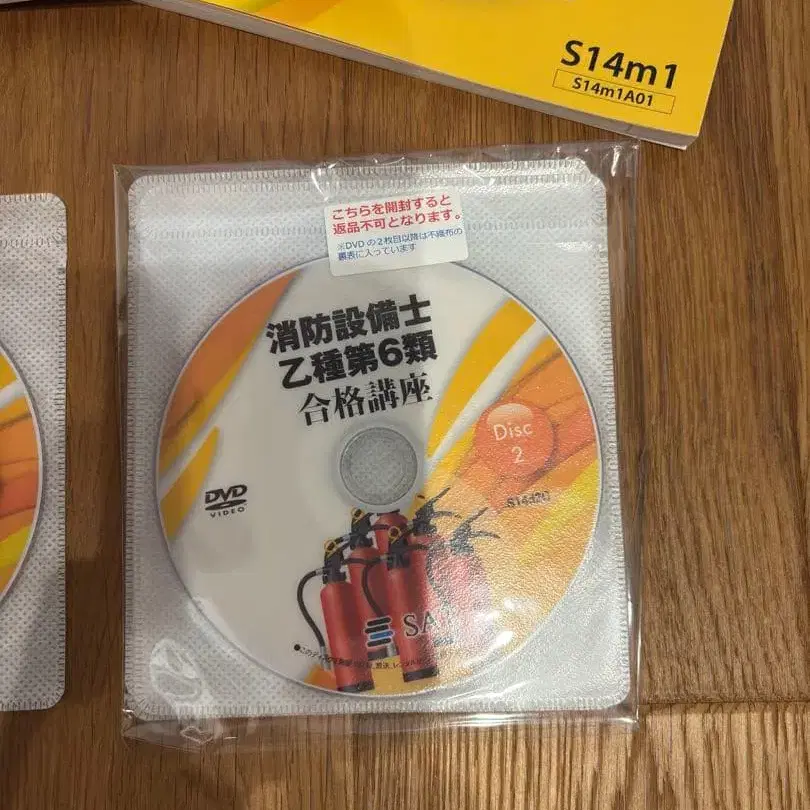 S14m1
S14m1A01
こちらを開封すると
返品不可となります。
※DVDの2枚目以降は不織布の
裏表に入っています
消防設備士
乙種第6類
合格講座
Disc
2
DVD
VIDEO
S14d2C
SA